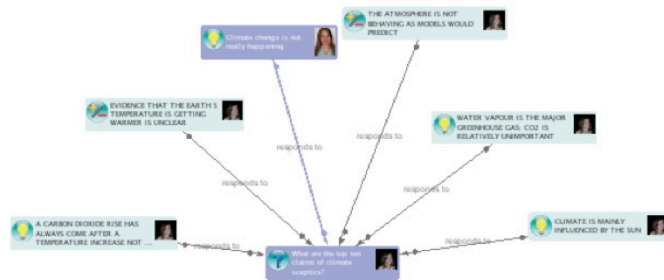 THE ATMOSPHERE IS NOT
BEHAVING AS MODELS WOULD
PREDICT
Climate change is not
really happening
EVIDENCE THAT THE EARTH S
TEMPERATURE IS GETTING
WARMER IS UNCLEAR
WATER VAPOUR IS THE MAJOR
GREENHOUSE GAS: CO2 IS
RELATIVELY UNIMPORTANT
responds to
responds to
responds to
responds to
A CARBON DIOXIDE RISE HAS
ALWAYS COME AFTER A
TEMPERATURE INCREASE NOT ...
CLIMATE IS MAINLY
INFLUENCED BY THE SUN
responds to
responds to
What are the top ten
claims of climate
sceptics?